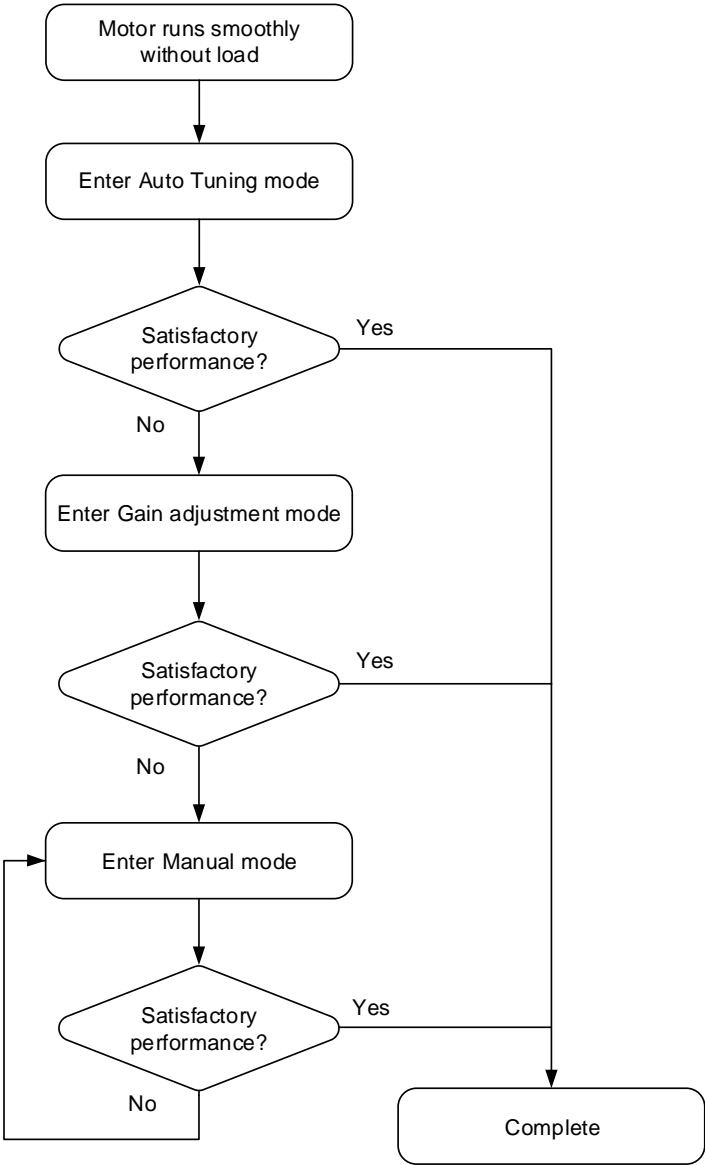 Motor runs smoothly
without load
Enter Auto Tuning mode
Satisfactory
performance?
Yes
No
Enter Gain adjustment mode
Satisfactory
performance?
Yes
No
Enter Manual mode
Satisfactory
performance?
Yes
No
Complete